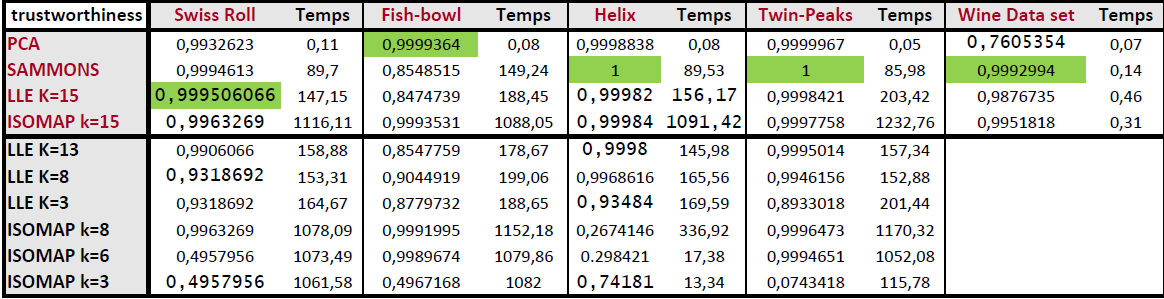 trustworthiness Swiss Roll Temps Fish-bowl Temps Helix Temps Twin-Peaks Temps Wine Data set Temps
PCA 0,9932623 0,11 0,9999364 0,08 0,9998838 0,08 0,9999967 0,05 0,7605354 0,07
SAMMONS 0,9994613 89,7 0,8548515 149,24 1 89,53 1 85,98 0,9992994 0,14
LLE K=15 0,999506066 147,15 0,8474739 188,45 0,99982 156,17 0,9998421 203,42 0,9876735 0,46
ISOMAP k=15 0,9963269 1116,11 0,9993531 1088,05 0,99984 1091,42 0,9997758 1232,76 0,9951818 0,31
LLE K=13 0,9906066 158,88 0,8547759 178,67 0,9998 145,98 0,9995014 157,34
LLE K=8 0,9318692 153,31 0,9044919 199,06 0,9968616 165,56 0,9946156 152,88
LLE K=3 0,9318692 164,67 0,8779732 188,65 0,93484 169,59 0,8933018 201,44
ISOMAP k=8 0,9963269 1078,09 0,9991995 1152,18 0,2674146 336,92 0,9996473 1170,32
ISOMAP k=6 0,4957956 1073,49 0,9989674 1079,86 0.298421 17,38 0,9994651 1052,08
ISOMAP k=3 0,4957956 1061,58 0,4967168 1082 0,74181 13,34 0,0743418 115,78